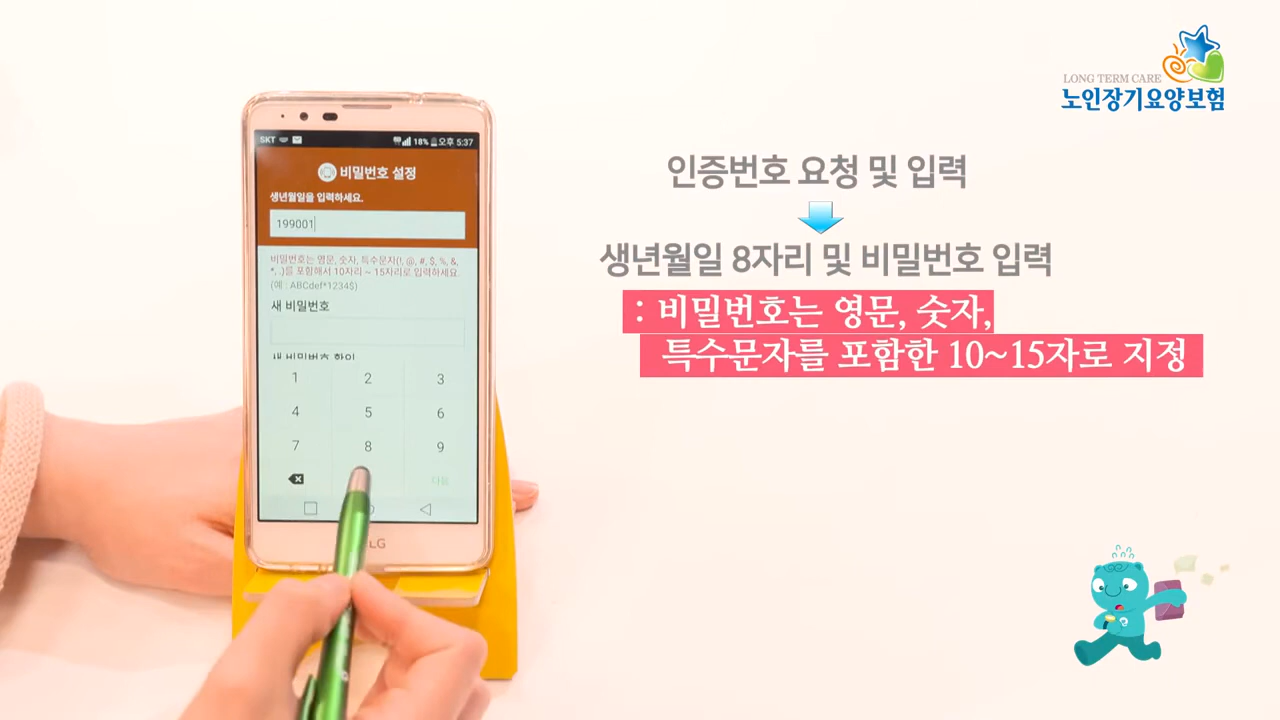 LONG TERM CARE
노인장기요양보험
SKT 18% 오후 5:37
비밀번호 설정
생년월일을 입력하세요.
199001
비밀번호는 영문, 숫자, 특수문자(!, @, #, $, %, &,
*, .)를 포함해서 10자리 ~ 15자리로 입력하세요.
(예 : ABCdef*1234$)
새 비밀번호
1 2 3
4 5 6
7 8 9
다음
LG
인증번호 요청 및 입력
생년월일 8자리 및 비밀번호 입력
: 비밀번호는 영문, 숫자,
특수문자를 포함한 10~15자로 지정